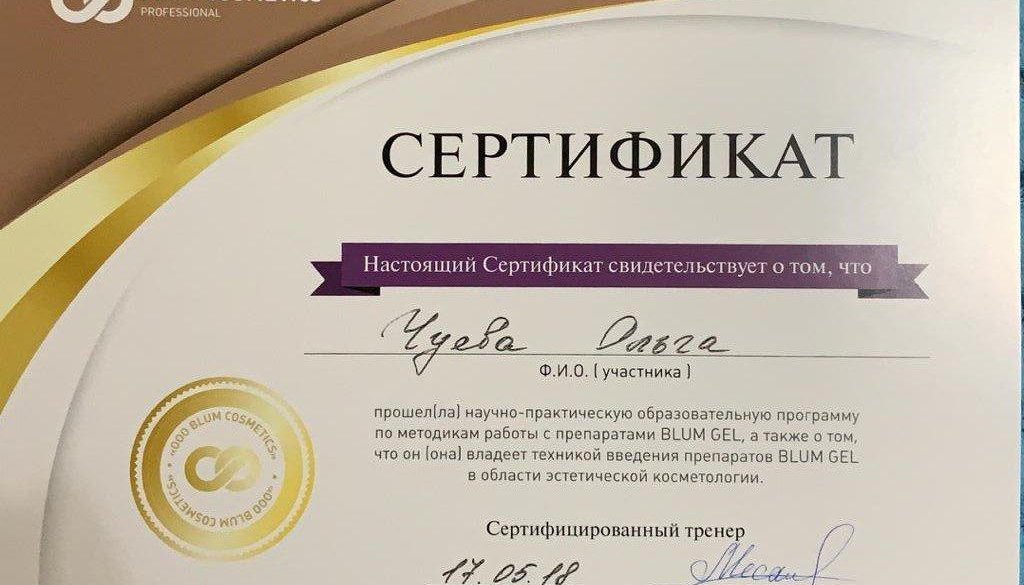 PROFESSIONAL
СЕРТИФИКАТ
Настоящий Сертификат свидетельствует о том, что
Чуева Ольга
Ф.И.О. ( участника )
прошел(ла) научно-практическую образовательную программу
по методикам работы с препаратами BLUM GEL, а также о том,
что он (она) владеет техникой введения препаратов BLUM GEL
в области эстетической косметологии.
«ООО BLUM COSMETICS»
«ООО BLUM COSMETICS»
Сертифицированный тренер
17.05.18